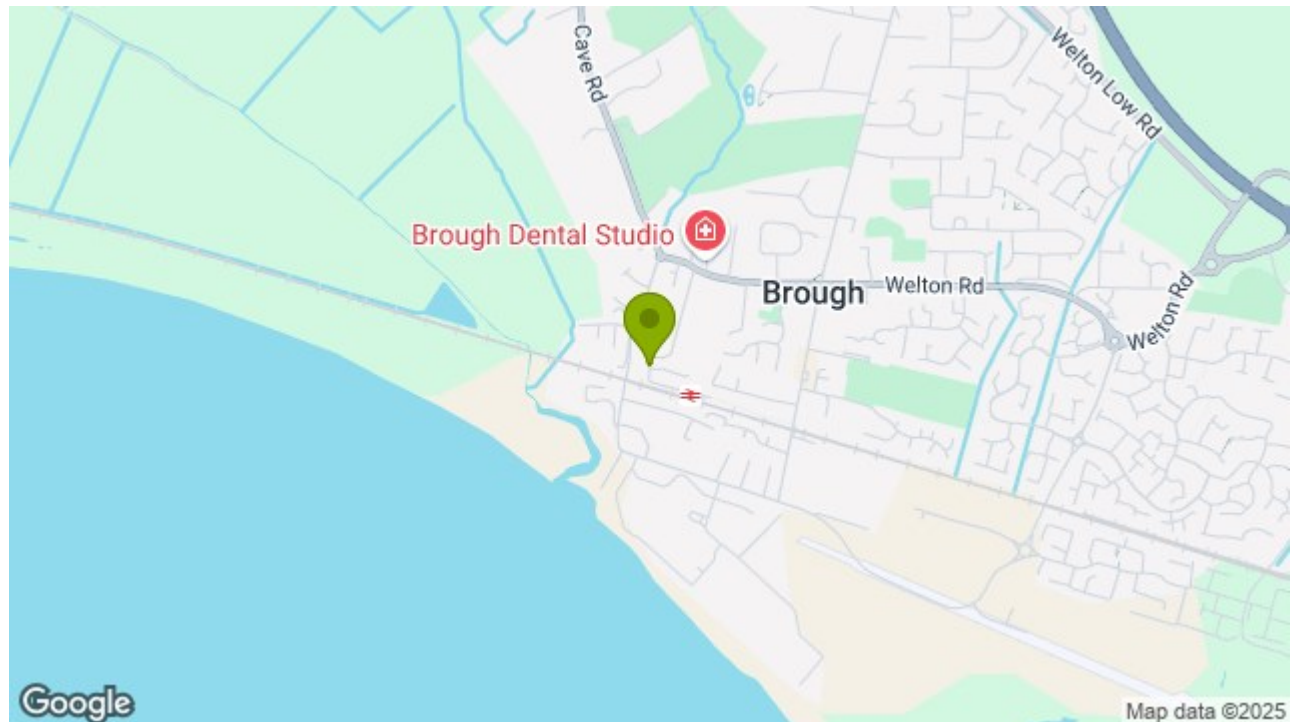 Cave Rd
Welton Low Rd
Brough Dental Studio
Brough
Welton Rd
Welton Rd
Google
Map data ©2025